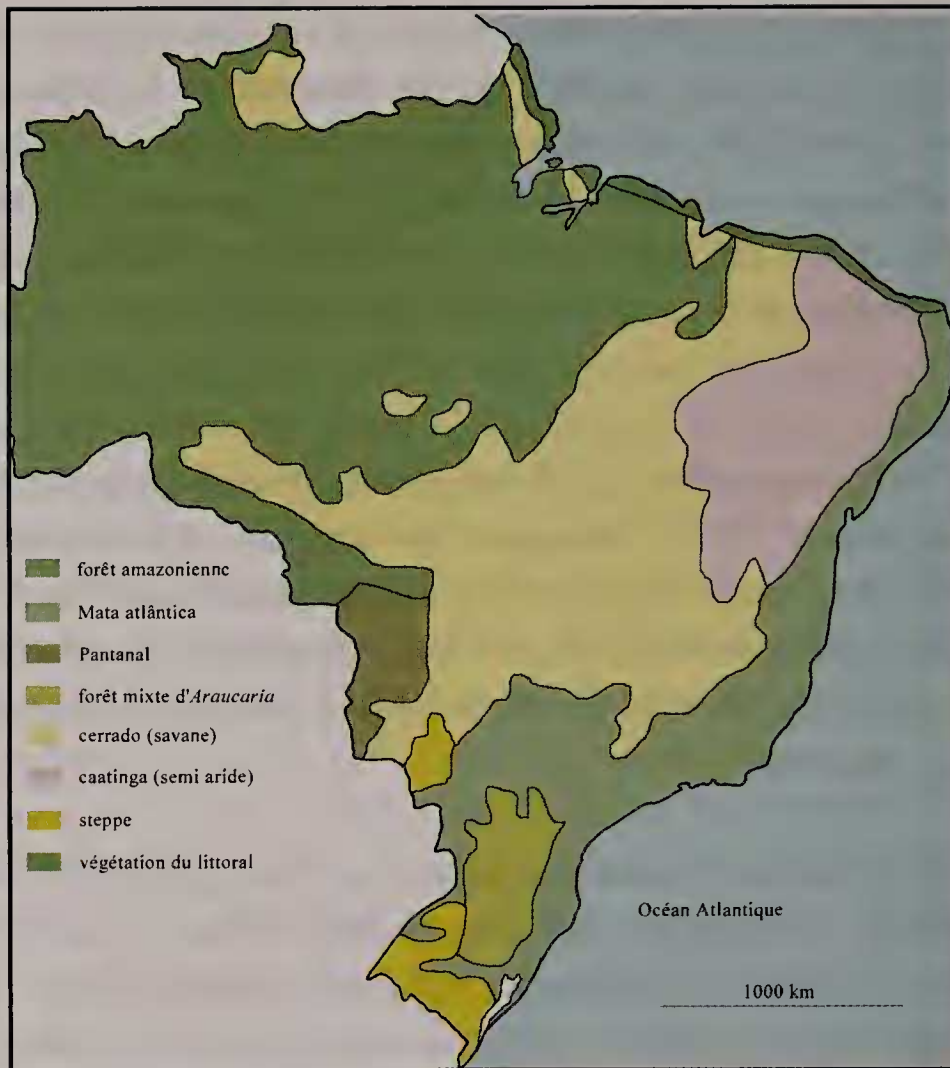 forêt amazonienne
Mata atlântica
Pantanal
forêt mixte d'Araucaria
cerrado (savane)
caatinga (semi aride)
steppe
végétation du littoral
Océan Atlantique
1000 km